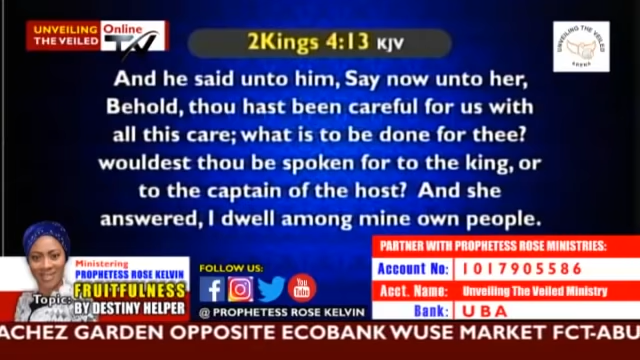 UNVEILING
THE VEILED
Online
TV
2Kings 4:13 KJV
UNVEILING THE VEILED
And he said unto him, Say now unto her,
Behold, thou hast been careful for us with
all this care; what is to be done for thee?
wouldest thou be spoken for to the king, or
to the captain of the host? And she
answered, I dwell among mine own people.
Ministering
PROPHETESS ROSE KELVIN
Topic:
FRUITFULNESS
BY DESTINY HELPER
FOLLOW US:
You
Tube
@ PROPHETESS ROSE KELVIN
PARTNER WITH PROPHETESS ROSE MINISTRIES:
Account No: 1017905586
Acct. Name: Unveiling The Veiled Ministry
Bank: UBA
ACHEZ GARDEN OPPOSITE ECOBANK WUSE MARKET FCT-ABU